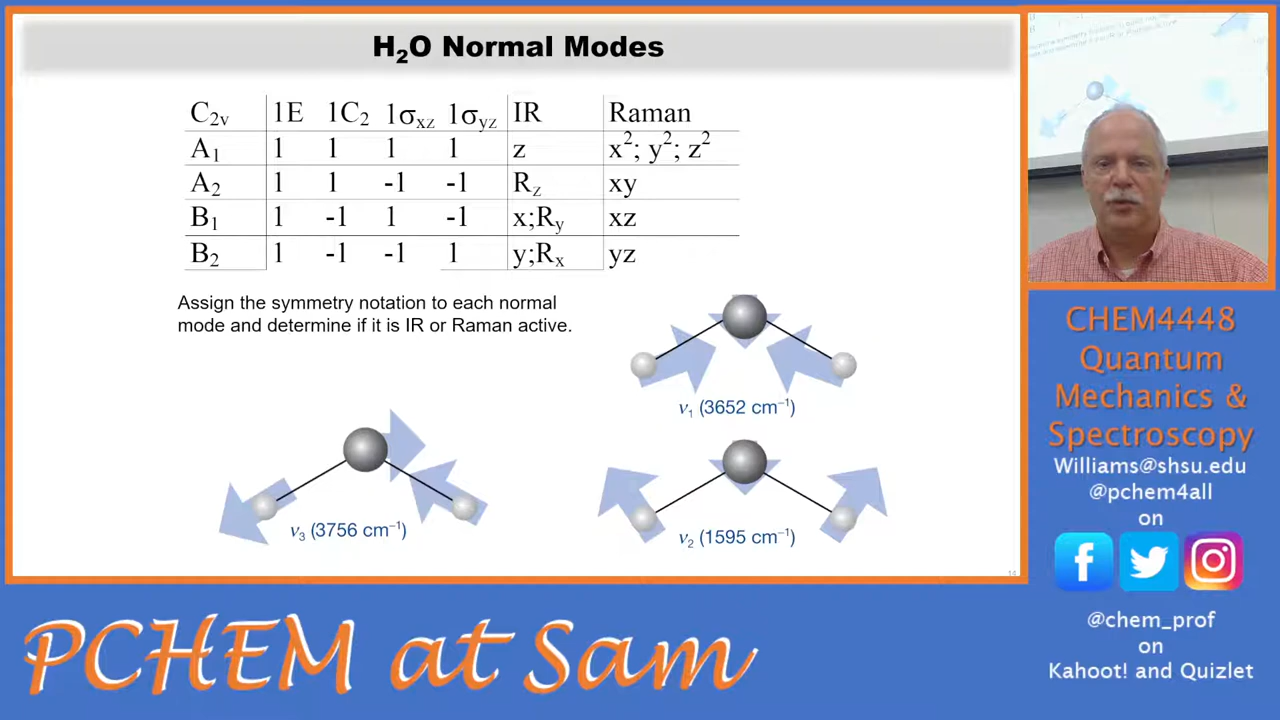 H₂O Normal Modes
C₂ᵥ 1E 1C₂ 1σxz 1σyz IR Raman
A₁ 1 1 1 1 z x²; y²; z²
A₂ 1 1 -1 -1 Rz xy
B₁ 1 -1 1 -1 x;Ry xz
B₂ 1 -1 -1 1 y;Rx yz
Assign the symmetry notation to each normal
mode and determine if it is IR or Raman active.
ν₁ (3652 cm⁻¹)
ν₃ (3756 cm⁻¹)
ν₂ (1595 cm⁻¹)
14
CHEM4448
Quantum
Mechanics &
Spectroscopy
Williams@shsu.edu
@pchem4all
on
@chem_prof
on
Kahoot! and Quizlet
PCHEM at Sam